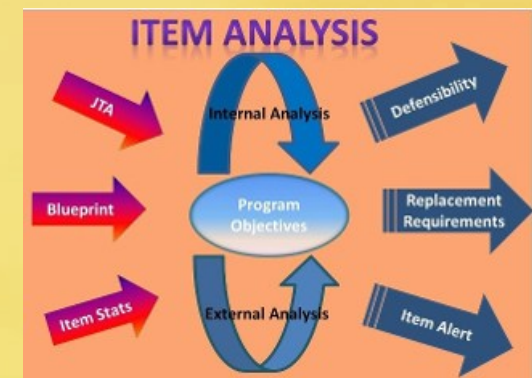 ITEM ANALYSIS
JTA
Internal Analysis
Defensibility
Blueprint
Program
Objectives
Replacement
Requirements
Item Stats
External Analysis
Item Alert